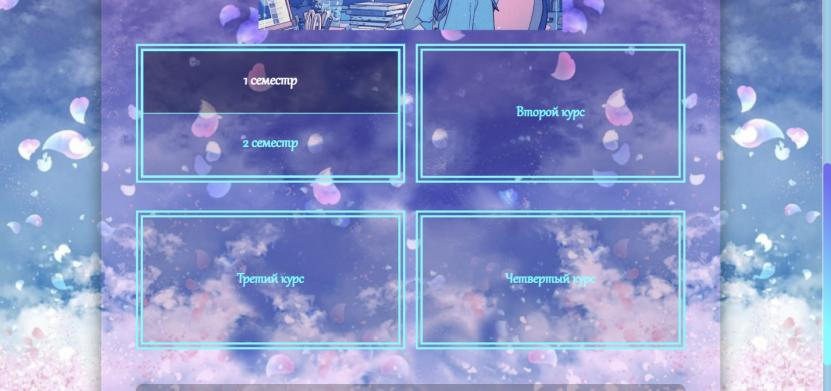 1 семестр
2 семестр
Второй курс
Третий курс
Четвертый курс